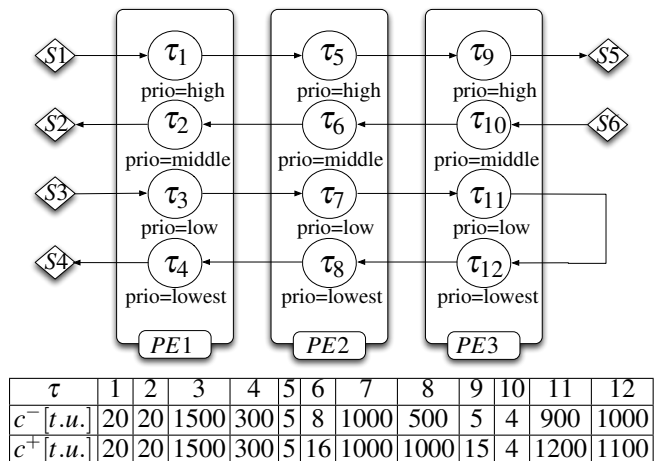 S1 τ1 τ5 τ9 S5
prio=high prio=high prio=high
S2 τ2 τ6 τ10 S6
prio=middle prio=middle prio=middle
S3 τ3 τ7 τ11
prio=low prio=low prio=low
S4 τ4 τ8 τ12
prio=lowest prio=lowest prio=lowest
PE1 PE2 PE3
τ 1 2 3 4 5 6 7 8 9 10 11 12
c−[t.u.] 20 20 1500 300 5 8 1000 500 5 4 900 1000
c+[t.u.] 20 20 1500 300 5 16 1000 1000 15 4 1200 1100